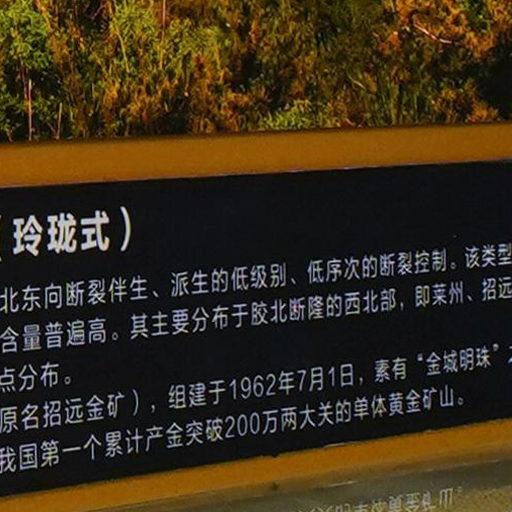 （玲珑式）
北东向断裂伴生、派生的低级别、低序次的断裂控制。该类型
含量普遍高。其主要分布于胶北断隆的西北部，即莱州、招远
点分布。
原名招远金矿），组建于1962年7月1日，素有“金城明珠”
我国第一个累计产金突破200万两大关的单体黄金矿山。